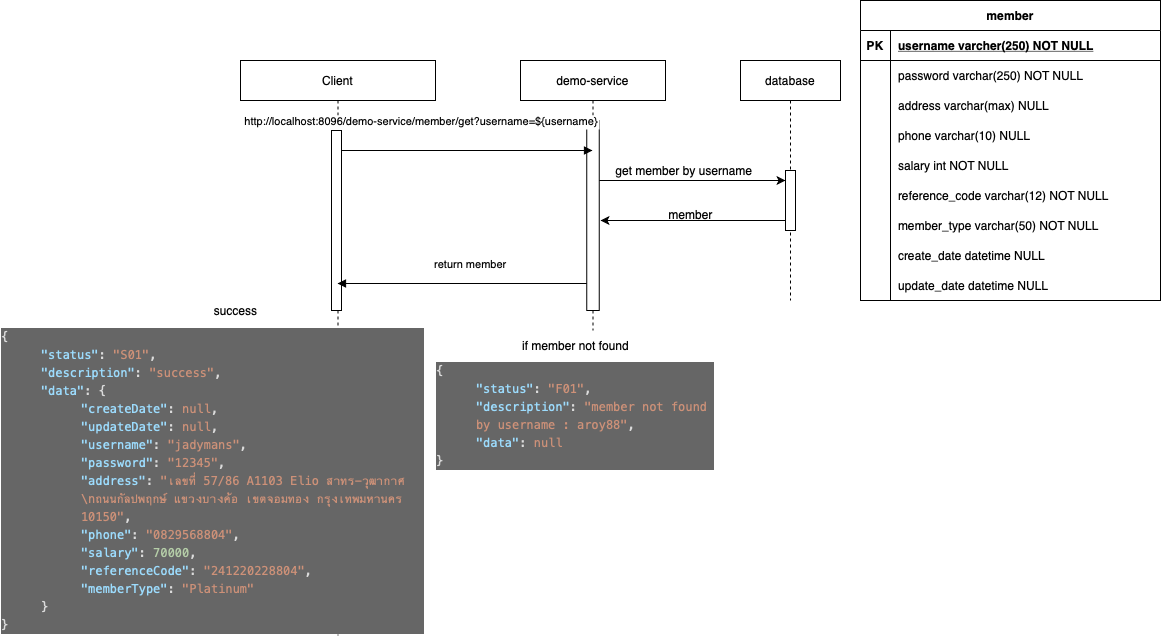 member
PK username varcher(250) NOT NULL
password varchar(250) NOT NULL
address varchar(max) NULL
phone varchar(10) NULL
salary int NOT NULL
reference_code varchar(12) NOT NULL
member_type varchar(50) NOT NULL
create_date datetime NULL
update_date datetime NULL
Client
demo-service
database
http://localhost:8096/demo-service/member/get?username=${username}
get member by username
member
return member
success
{
"status": "S01",
"description": "success",
"data": {
"createDate": null,
"updateDate": null,
"username": "jadymans",
"password": "12345",
"address": "เลขที่ 57/86 A1103 Elio สาทร-วุฒากาศ
\nถนนกัลปพฤกษ์ แขวงบางค้อ เขตจอมทอง กรุงเทพมหานคร
10150",
"phone": "0829568804",
"salary": 70000,
"referenceCode": "241220228804",
"memberType": "Platinum"
}
}
if member not found
{
"status": "F01",
"description": "member not found
by username : aroy88",
"data": null
}